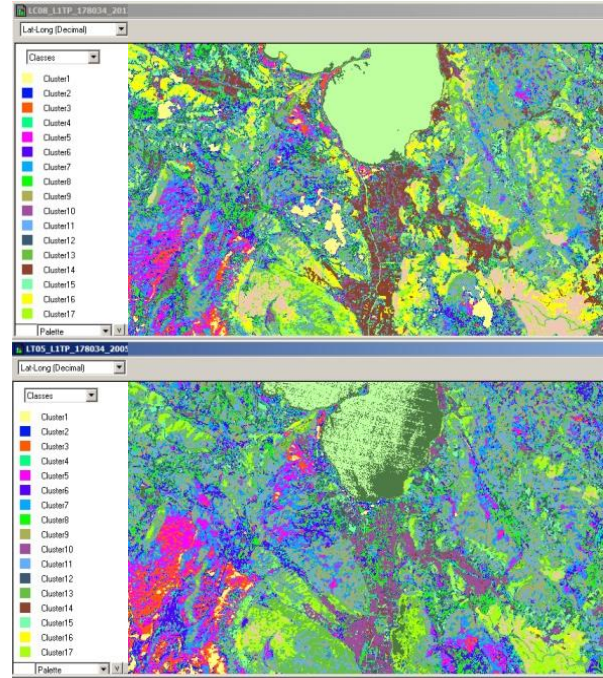 LC08_L1TP_178034_201
Lat-Long (Decimal)
Classes
Cluster1
Cluster2
Cluster3
Cluster4
Cluster5
Cluster6
Cluster7
Cluster8
Cluster9
Cluster10
Cluster11
Cluster12
Cluster13
Cluster14
Cluster15
Cluster16
Cluster17
Palette V
LT05_L1TP_178034_2005
Lat-Long (Decimal)
Classes
Cluster1
Cluster2
Cluster3
Cluster4
Cluster5
Cluster6
Cluster7
Cluster8
Cluster9
Cluster10
Cluster11
Cluster12
Cluster13
Cluster14
Cluster15
Cluster16
Cluster17
Palette V